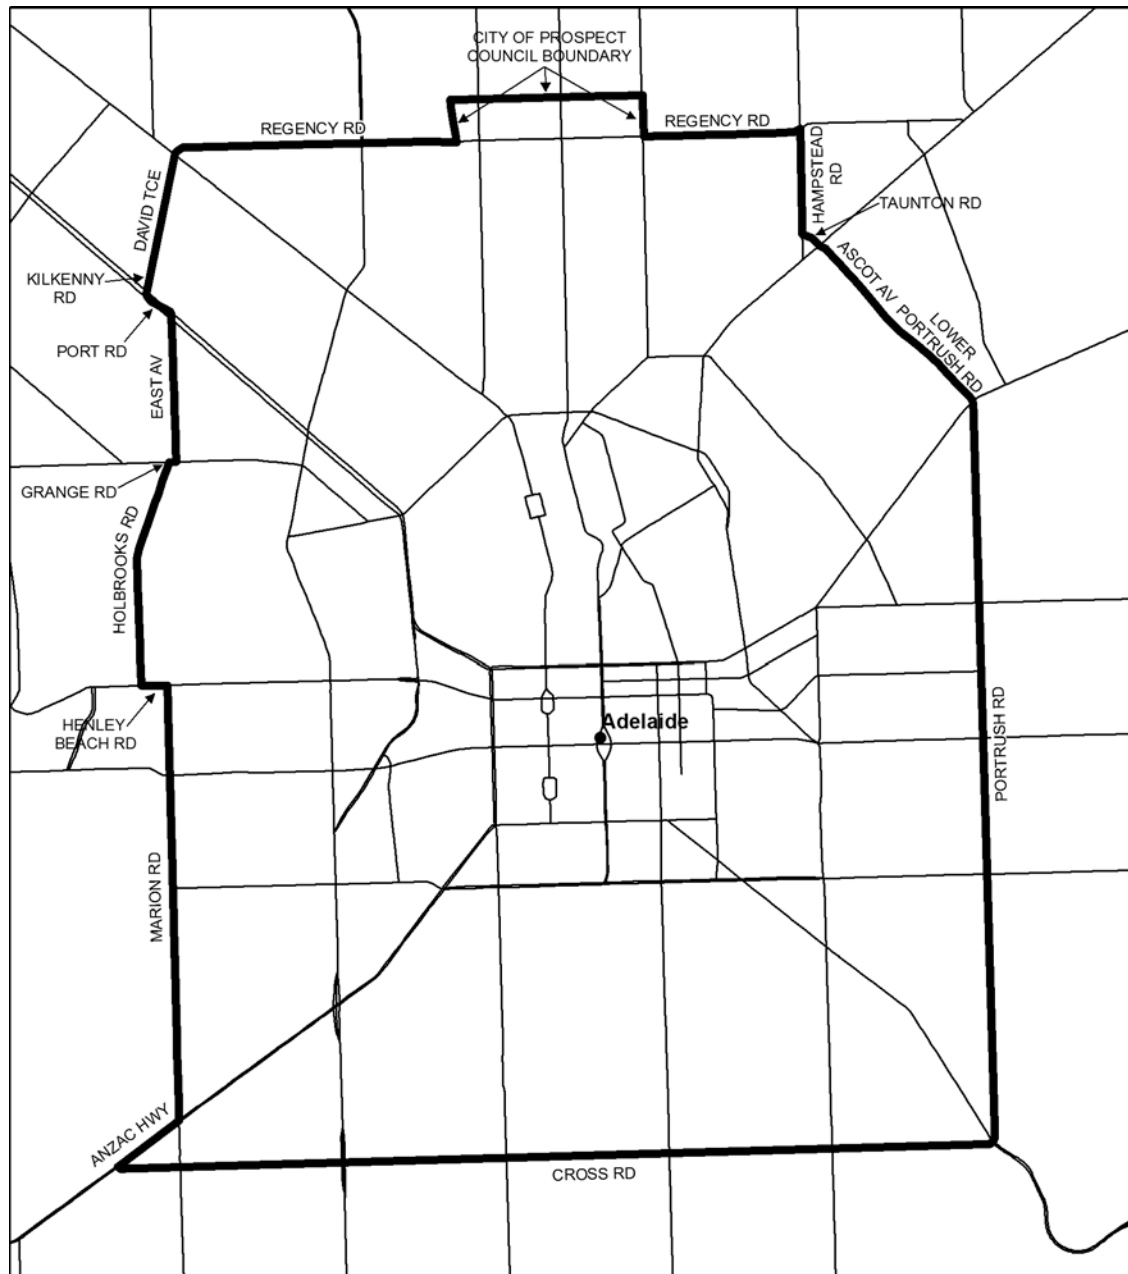 CITY OF PROSPECT
COUNCIL BOUNDARY
REGENCY RD
REGENCY RD
HAMPSTEAD
RD
TAUNTON RD
DAVID TCE
KILKENNY
RD
ASCOT AV
LOWER
PORTRUSH RD
PORT RD
EAST AV
GRANGE RD
HOLBROOKS RD
HENLEY
BEACH RD
Adelaide
PORTRUSH RD
MARION RD
ANZAC HWY
CROSS RD